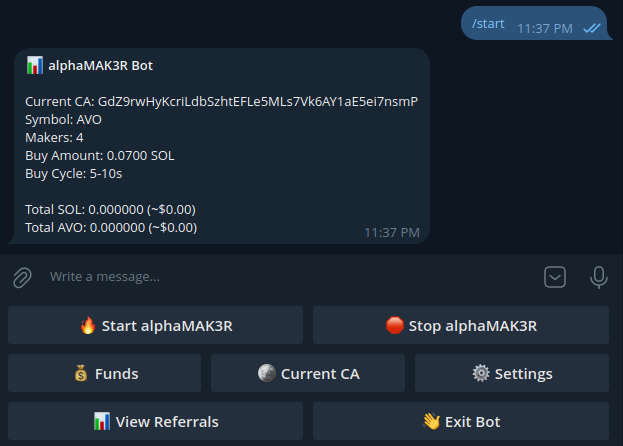 /start 11:37 PM
alphaMAK3R Bot
Current CA: GdZ9rwHyKcriLdbSzhtEFLe5MLs7Vk6AY1aE5ei7nsmP
Symbol: AVO
Makers: 4
Buy Amount: 0.0700 SOL
Buy Cycle: 5-10s
Total SOL: 0.000000 (~$0.00)
Total AVO: 0.000000 (~$0.00)
11:37 PM
Write a message...
Start alphaMAK3R
Stop alphaMAK3R
Funds
Current CA
Settings
View Referrals
Exit Bot